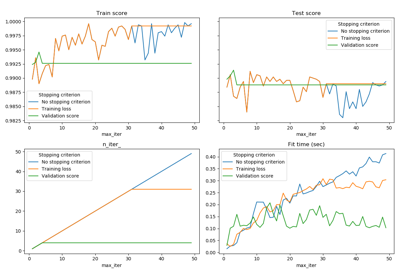 Train score
Test score
1.0000
0.9975
0.9950
0.9925
0.9900
0.9875
0.9850
0.9825
Stopping criterion
No stopping criterion
Training loss
Validation score
Stopping criterion
No stopping criterion
Training loss
Validation score
0 10 20 30 40 50
max_iter
0 10 20 30 40 50
max_iter
n_iter_
Fit time (sec)
50
40
30
20
10
0
Stopping criterion
No stopping criterion
Training loss
Validation score
0.40
0.35
0.30
0.25
0.20
0.15
0.10
0.05
0.00
Stopping criterion
No stopping criterion
Training loss
Validation score
0 10 20 30 40 50
max_iter
0 10 20 30 40 50
max_iter